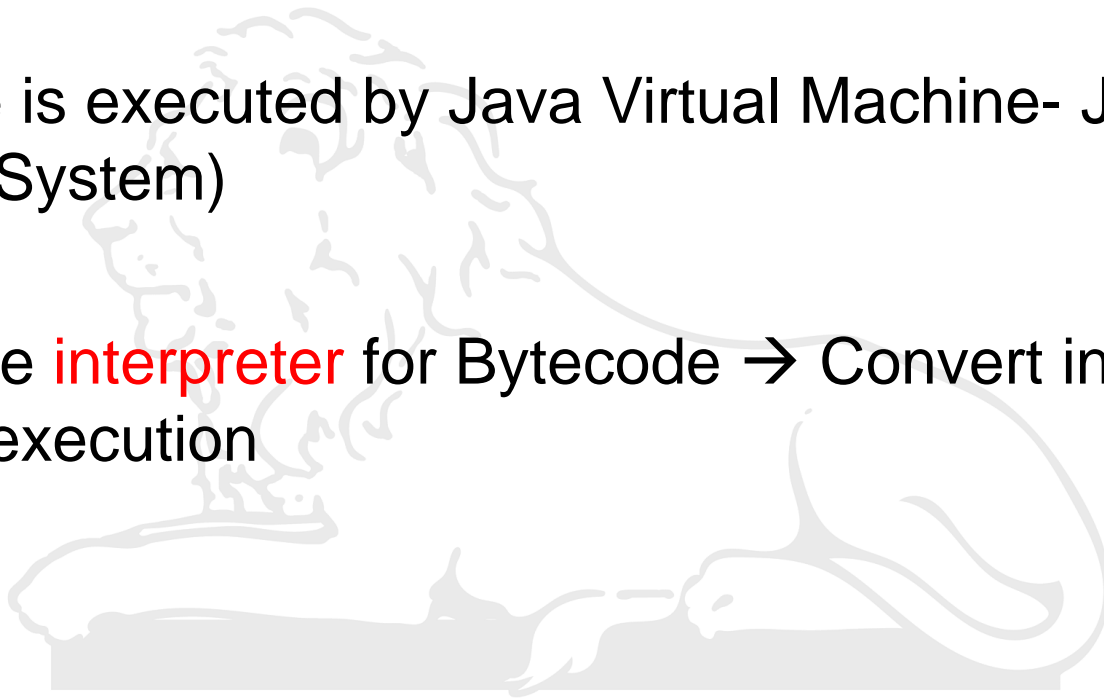 is executed by Java Virtual Machine- J
System)
e interpreter for Bytecode → Convert in
execution